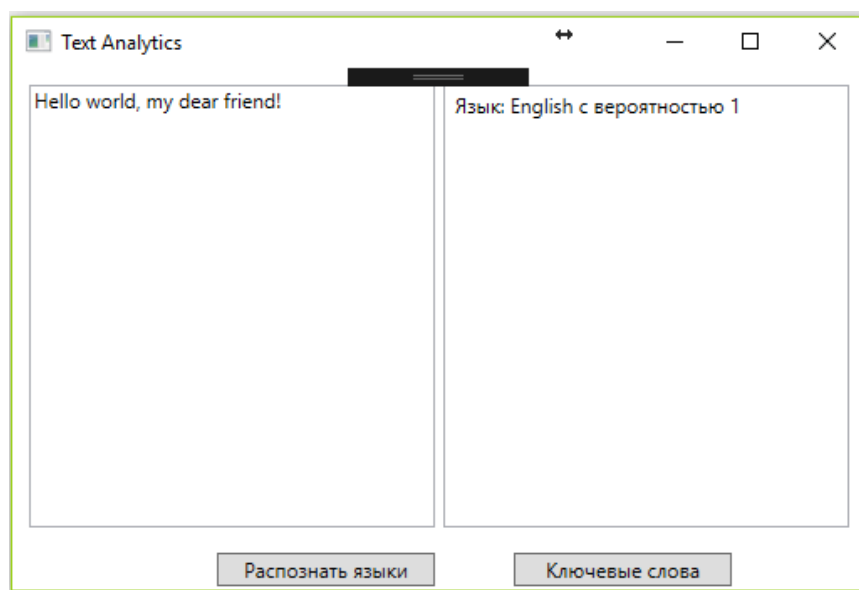 Text Analytics
Hello world, my dear friend!
Язык: English с вероятностью 1
Распознать языки
Ключевые слова